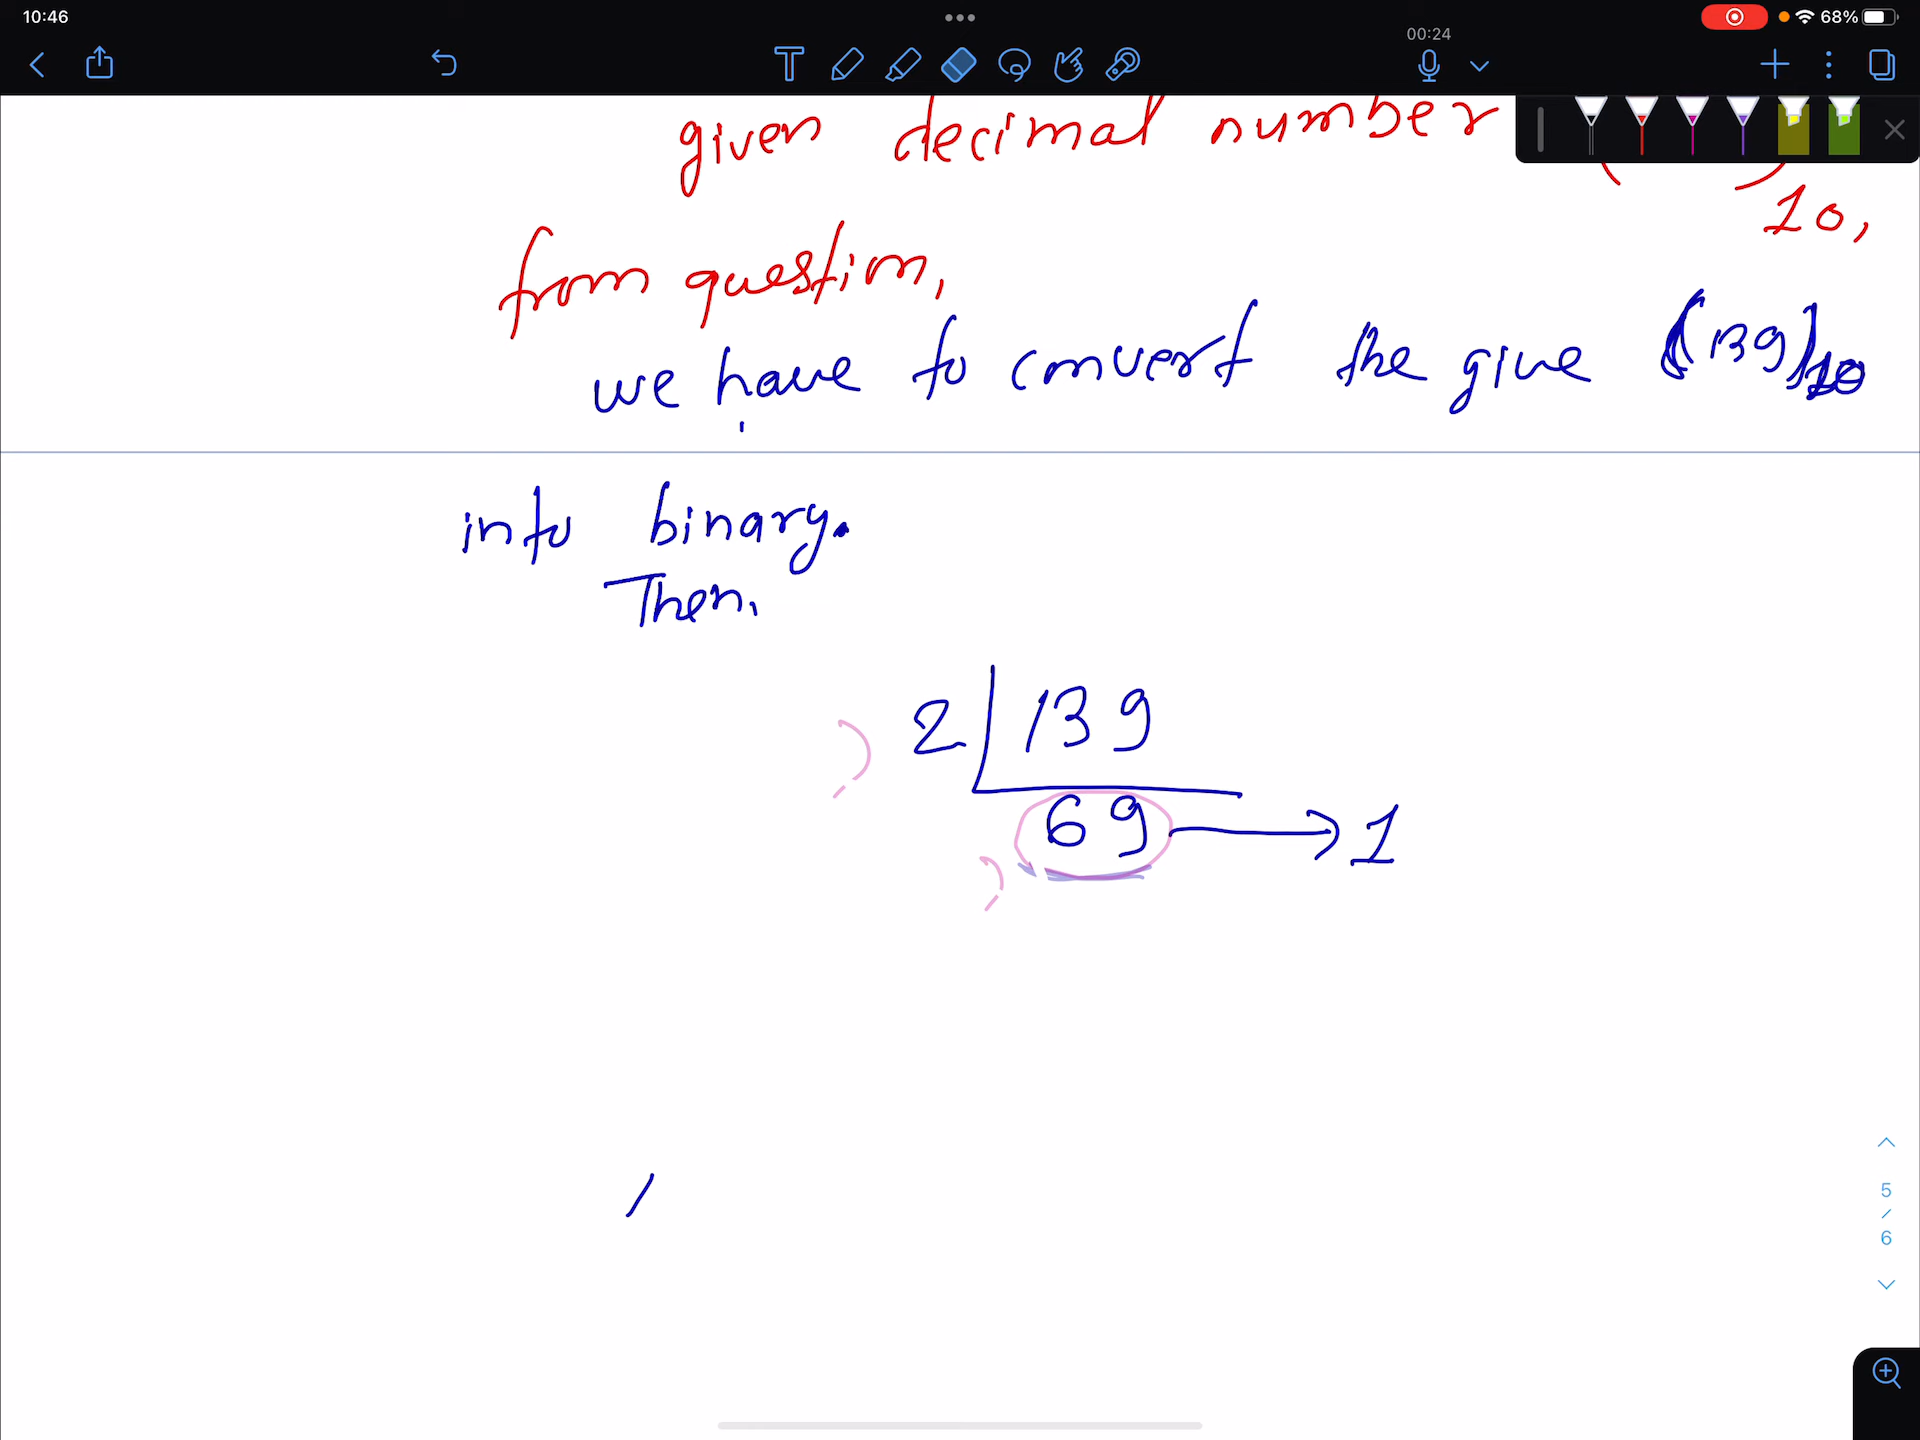 10:46
68%
00:24
given decimal number
10,
from question,
we have to convert the give (139)10
into binary.
Then,
2 139
69 → 1
5
/
6